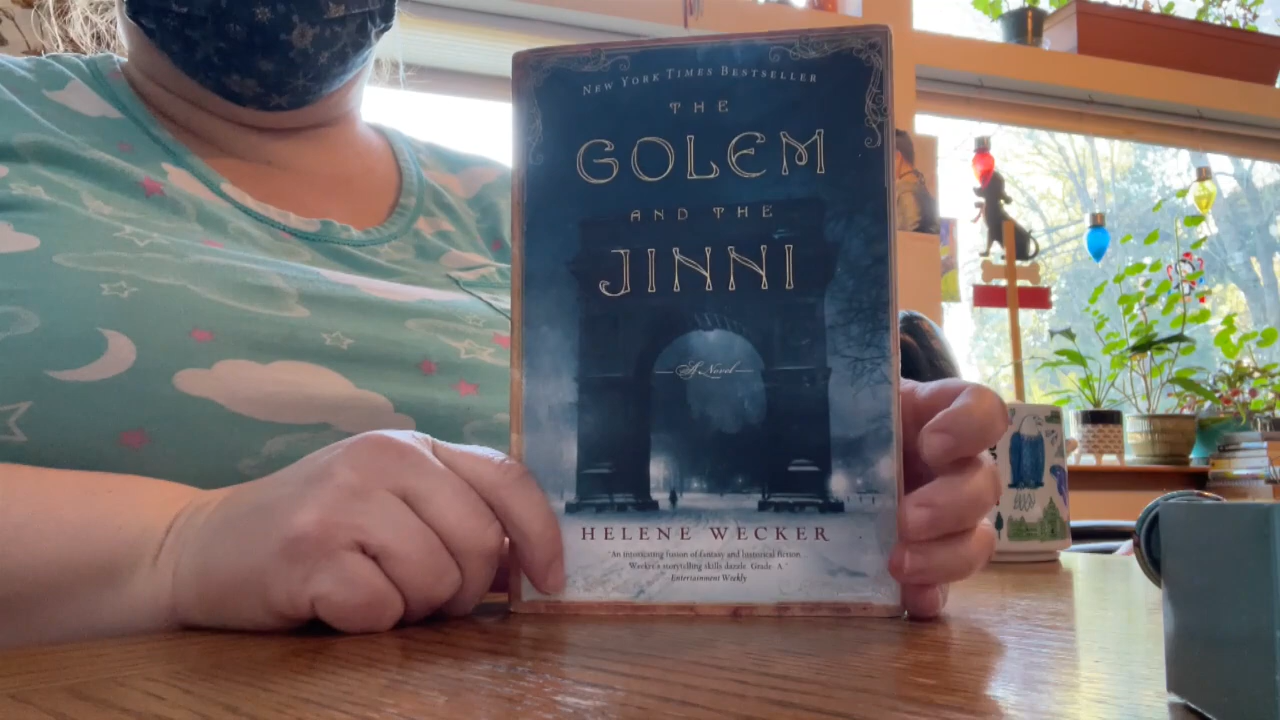 NEW YORK TIMES BESTSELLER
THE
GOLEM
AND THE
JINNI
A Novel
HELENE WECKER
"An intoxicating fusion of fantasy and historical fiction.
Wecker's storytelling skills dazzle. Grade: A."
Entertainment Weekly